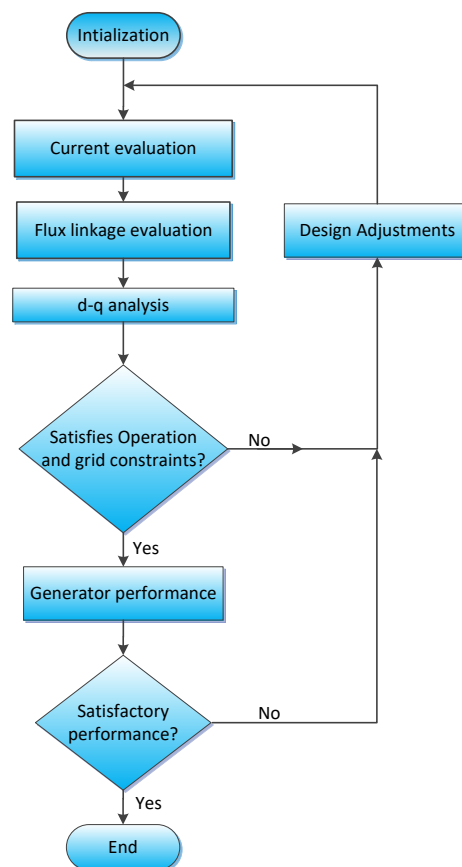 Intialization
Current evaluation
Flux linkage evaluation
Design Adjustments
d-q analysis
Satisfies Operation
and grid constraints?
No
Yes
Generator performance
Satisfactory
performance?
No
Yes
End